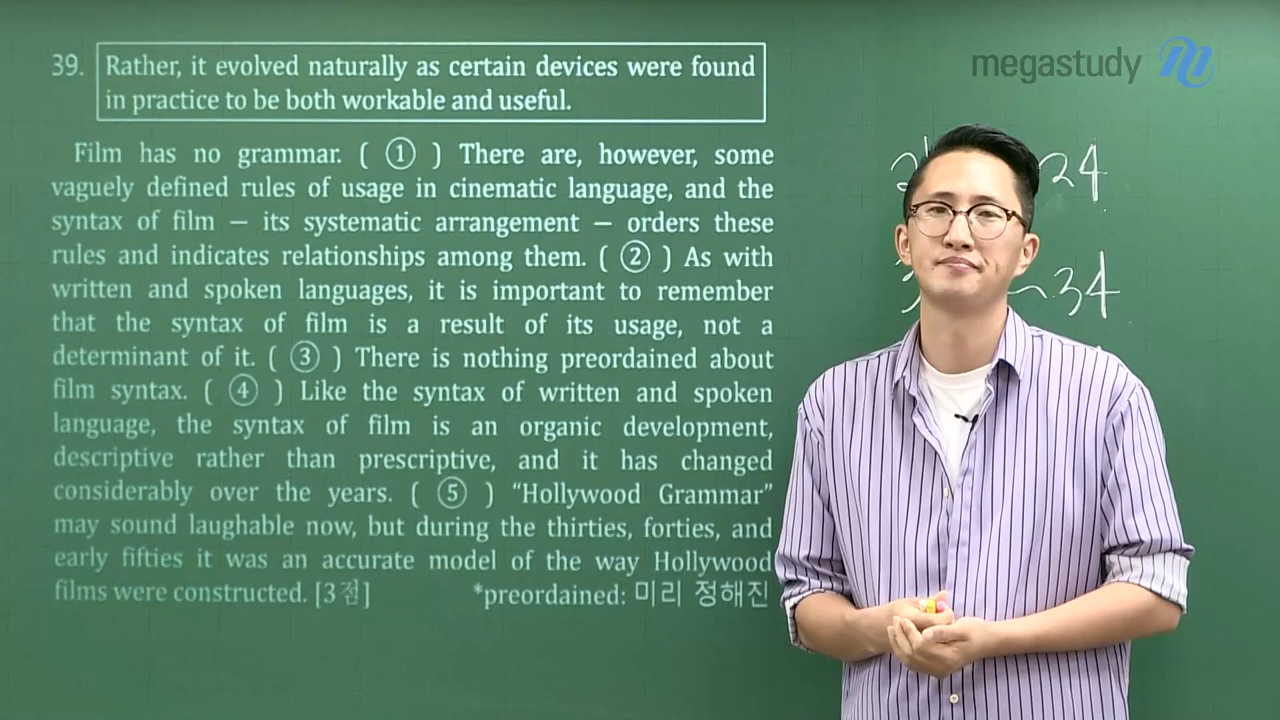 megastudy
39. Rather, it evolved naturally as certain devices were found
in practice to be both workable and useful.
Film has no grammar. ( ① ) There are, however, some
vaguely defined rules of usage in cinematic language, and the
syntax of film — its systematic arrangement — orders these
rules and indicates relationships among them. ( ② ) As with
written and spoken languages, it is important to remember
that the syntax of film is a result of its usage, not a
determinant of it. ( ③ ) There is nothing preordained about
film syntax. ( ④ ) Like the syntax of written and spoken
language, the syntax of film is an organic development,
descriptive rather than prescriptive, and it has changed
considerably over the years. ( ⑤ ) “Hollywood Grammar”
may sound laughable now, but during the thirties, forties, and
early fifties it was an accurate model of the way Hollywood
films were constructed. [3점] *preordained: 미리 정해진
24
~34